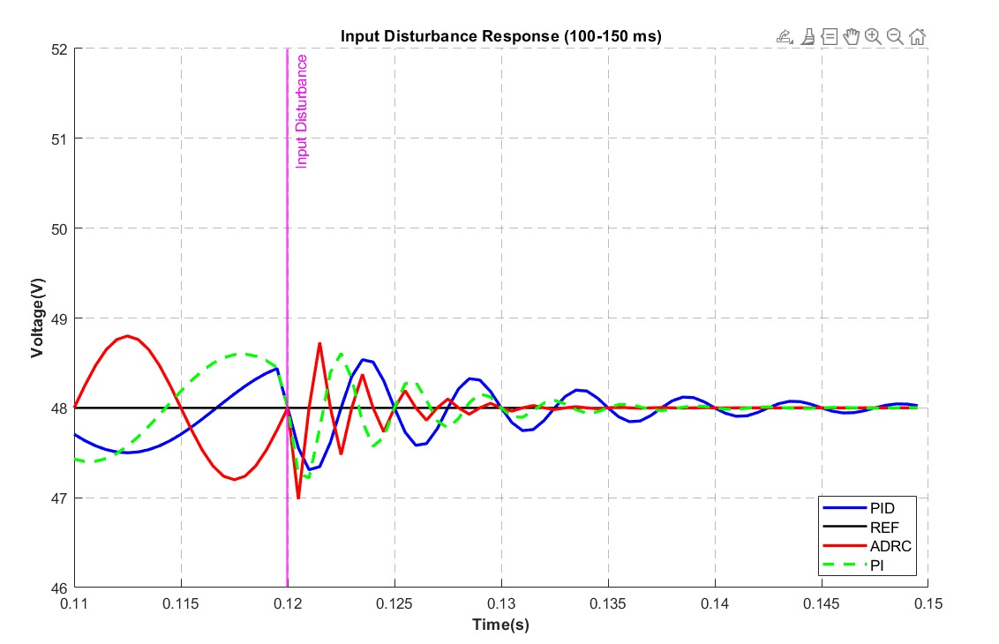 Input Disturbance Response (100-150 ms)
52
51
50
49
48
47
46
Voltage(V)
Input Disturbance
PID
REF
ADRC
PI
0.11 0.115 0.12 0.125 0.13 0.135 0.14 0.145 0.15
Time(s)